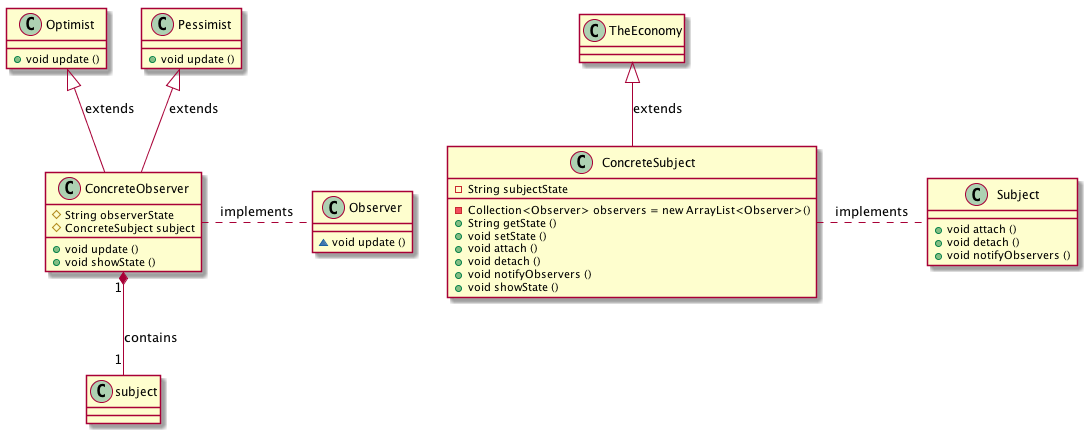 C Optimist
void update ()
C Pessimist
void update ()
extends
extends
C ConcreteObserver
String observerState
ConcreteSubject subject
void update ()
void showState ()
implements
C Observer
void update ()
1
contains
1
C subject
C TheEconomy
extends
C ConcreteSubject
String subjectState
Collection<Observer> observers = new ArrayList<Observer>()
String getState ()
void setState ()
void attach ()
void detach ()
void notifyObservers ()
void showState ()
implements
C Subject
void attach ()
void detach ()
void notifyObservers ()